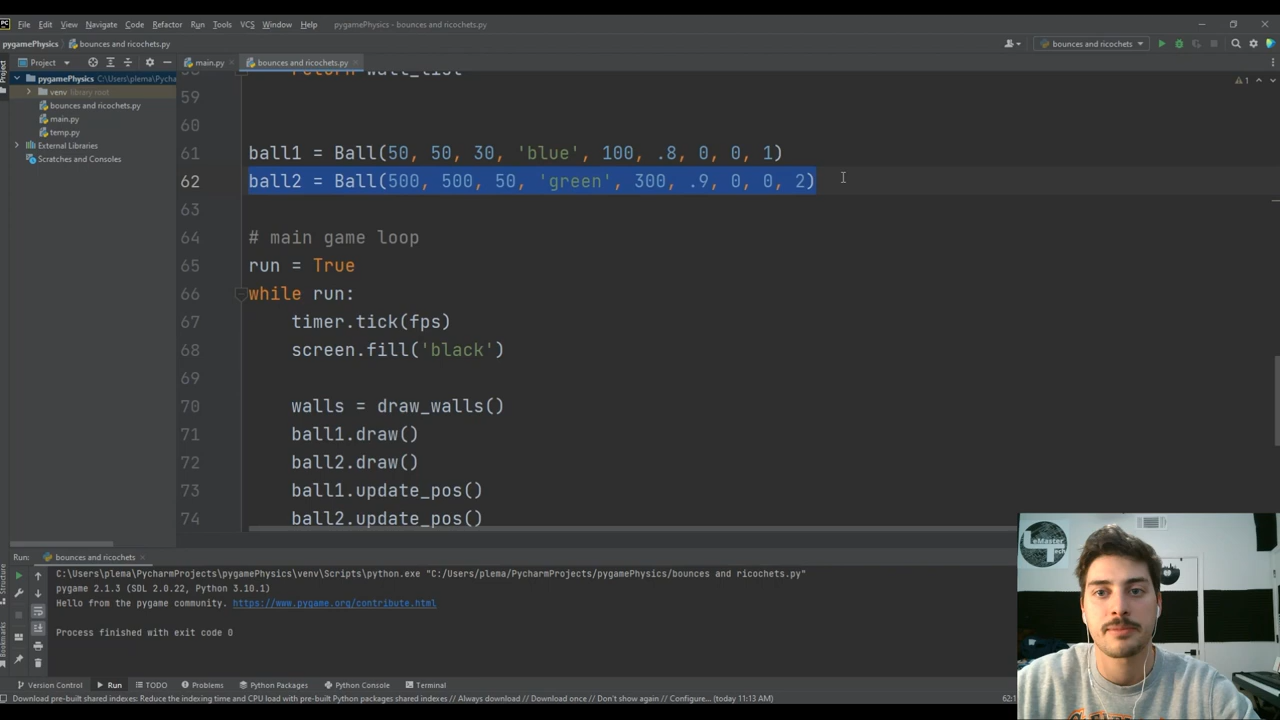 File Edit View Navigate Code Refactor Run Tools VCS Window Help pygamePhysics - bounces and ricochets.py
pygamePhysics bounces and ricochets.py bounces and ricochets
Project main.py bounces and ricochets.py
Project
pygamePhysics C:\Users\plema\Pycharm
venv library root
bounces and ricochets.py
main.py
temp.py
External Libraries
Scratches and Consoles
1
return wall_list
59
60
61 ball1 = Ball(50, 50, 30, 'blue', 100, .8, 0, 0, 1)
62 ball2 = Ball(500, 500, 50, 'green', 300, .9, 0, 0, 2)
63
64 # main game loop
65 run = True
66 while run:
67 timer.tick(fps)
68 screen.fill('black')
69
70 walls = draw_walls()
71 ball1.draw()
72 ball2.draw()
73 ball1.update_pos()
74 ball2.update_pos()
Run: bounces and ricochets
C:\Users\plema\PycharmProjects\pygamePhysics\venv\Scripts\python.exe "C:/Users/plema/PycharmProjects/pygamePhysics/bounces and ricochets.py"
pygame 2.1.3 (SDL 2.0.22, Python 3.10.1)
Hello from the pygame community. https://www.pygame.org/contribute.html
Process finished with exit code 0
Structure
Bookmarks
Version Control Run TODO Problems Python Packages Python Console Terminal
Download pre-built shared indexes: Reduce the indexing time and CPU load with pre-built Python packages shared indexes // Always download // Download once // Don't show again // Configure... (today 11:13 AM) 62:1
eMaster
Tech